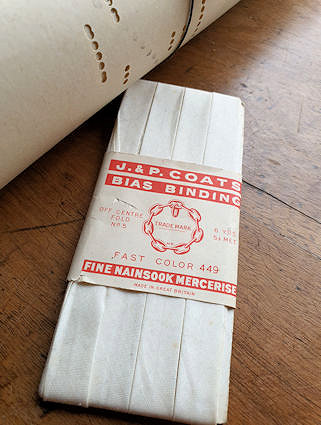 J. & P. COATS
BIAS BINDING
OFF CENTRE
FOLD
No 5
TRADE MARK
6 YDS
5½ MET
FAST COLOR 449
FINE NAINSOOK MERCERISE
MADE IN GREAT BRITAIN